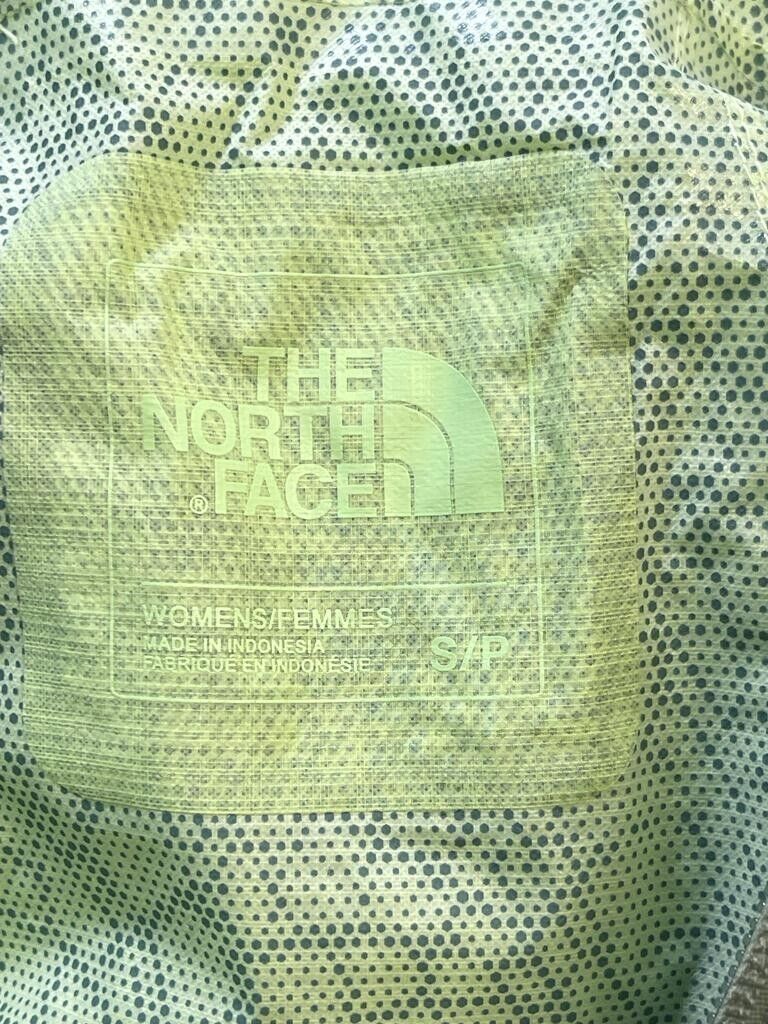 THE
NORTH
® FACE
WOMENS/FEMMES
MADE IN INDONESIA
FABRIQUÉ EN INDONÉSIE
S/P